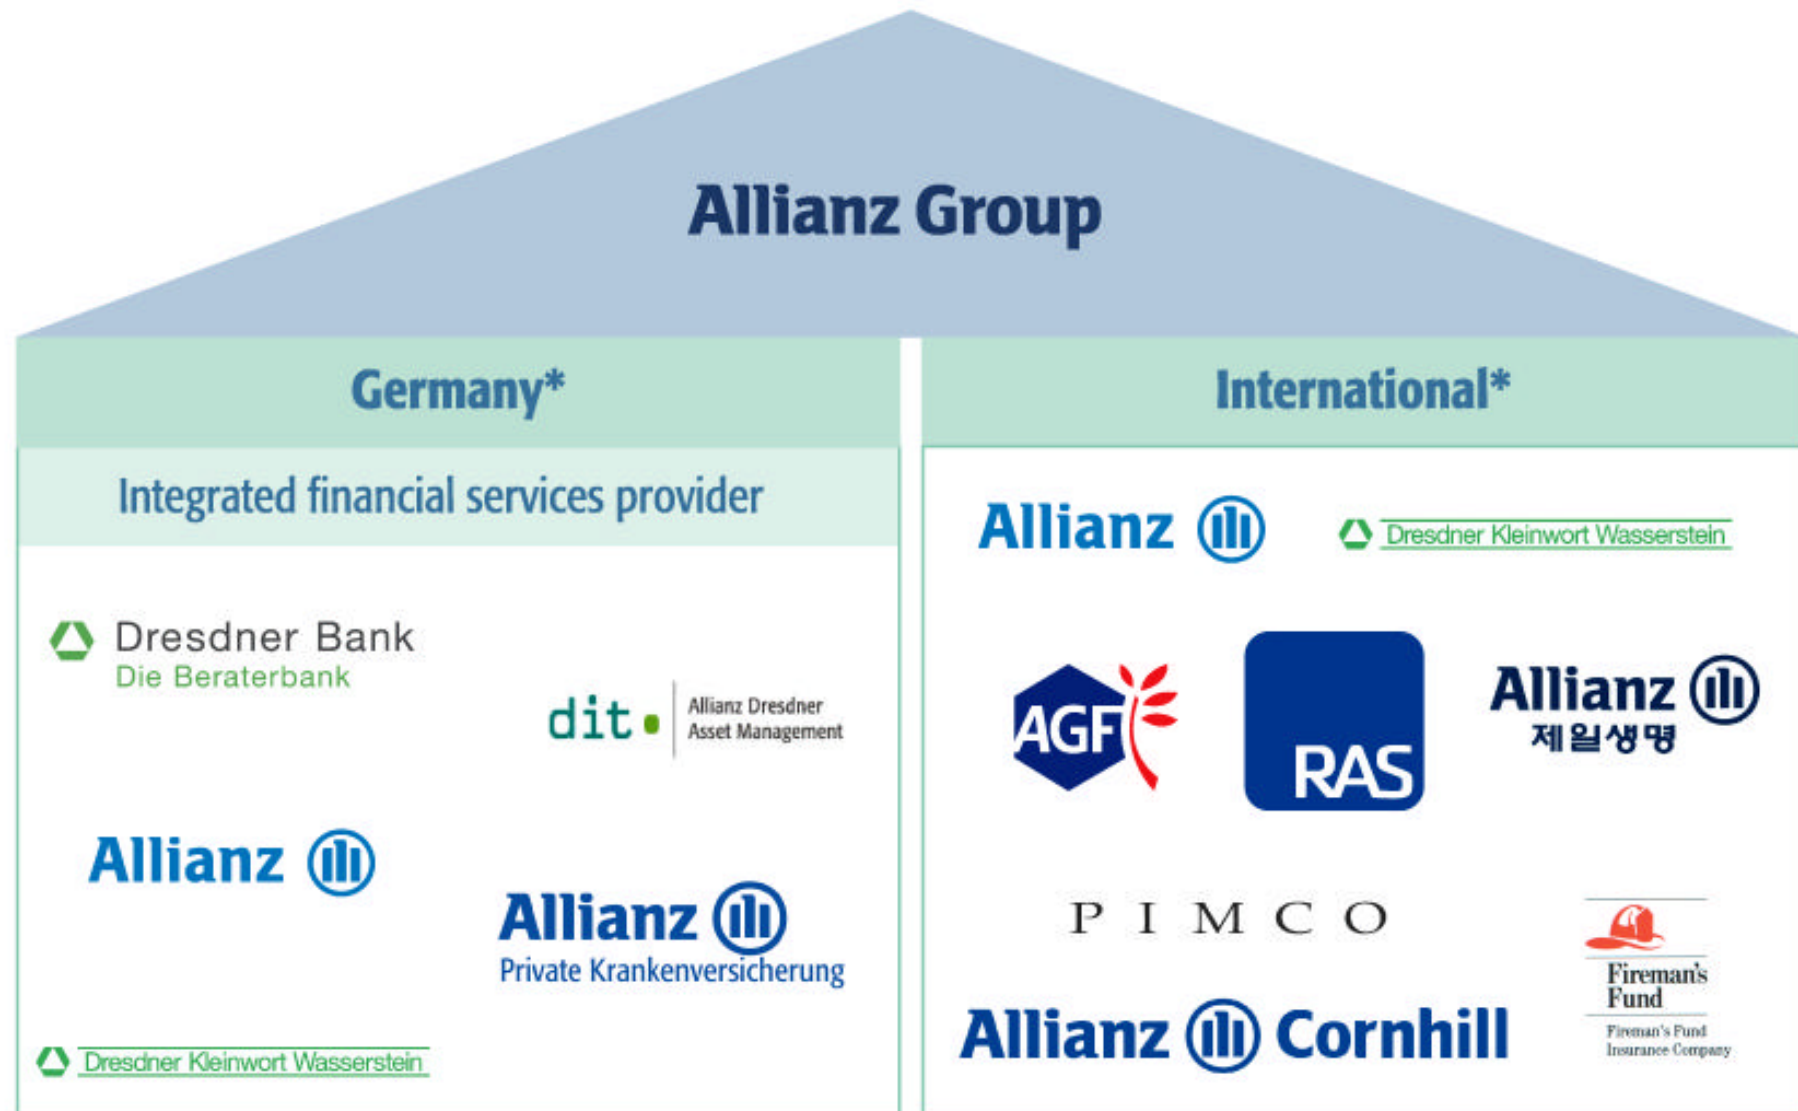 Allianz Group
Germany*
Integrated financial services provider
Dresdner Bank
Die Beraterbank
dit
Allianz Dresdner
Asset Management
Allianz
Allianz
Private Krankenversicherung
Dresdner Kleinwort Wasserstein
International*
Allianz
Dresdner Kleinwort Wasserstein
AGF
RAS
Allianz
제일생명
PIMCO
Fireman's
Fund
Fireman's Fund
Insurance Company
Allianz Cornhill